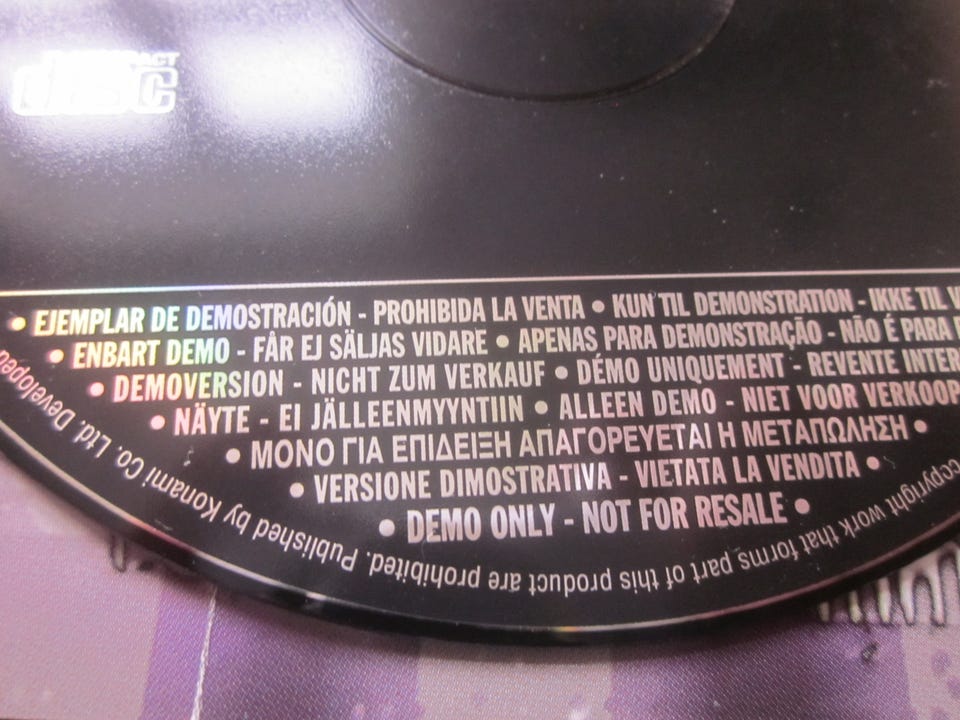 COMPACT
disc
• EJEMPLAR DE DEMOSTRACIÓN - PROHIBIDA LA VENTA • KUN TIL DEMONSTRATION - IKKE TIL
• ENBART DEMO - FÅR EJ SÄLJAS VIDARE • APENAS PARA DEMONSTRAÇÃO - NÃO É PARA
• DEMOVERSION - NICHT ZUM VERKAUF • DÉMO UNIQUEMENT - REVENTE INTER
• NÄYTE - EI JÄLLEENMYYNTIIN • ALLEEN DEMO - NIET VOOR VERKOOP
• ΜΟΝΟ ΓΙΑ ΕΠΙΔΕΙΞΗ ΑΠΑΓΟΡΕΥΕΤΑΙ Η ΜΕΤΑΠΩΛΗΣΗ •
• VERSIONE DIMOSTRATIVA - VIETATA LA VENDITA •
• DEMO ONLY - NOT FOR RESALE •
copyright work that forms part of this product are prohibited. Published by Konami Co. Ltd. Developed